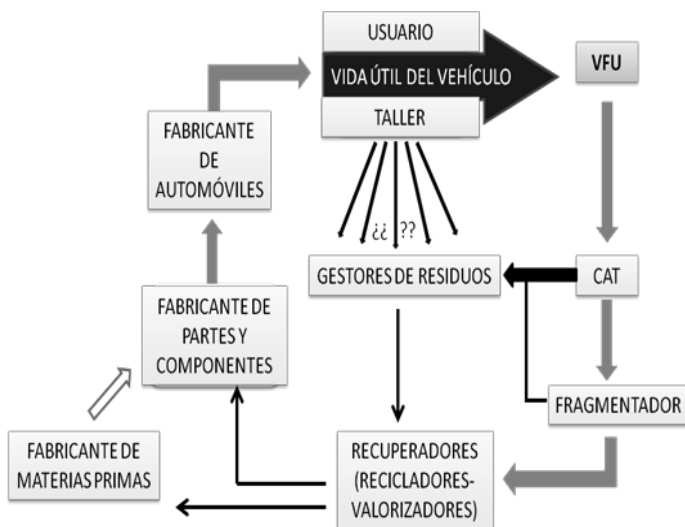 USUARIO
VIDA ÚTIL DEL VEHÍCULO
TALLER
VFU
FABRICANTE
DE
AUTOMÓVILES
¿¿ ??
GESTORES DE RESIDUOS
CAT
FABRICANTE DE
PARTES Y
COMPONENTES
FRAGMENTADOR
FABRICANTE DE
MATERIAS PRIMAS
RECUPERADORES
(RECICLADORES-
VALORIZADORES)